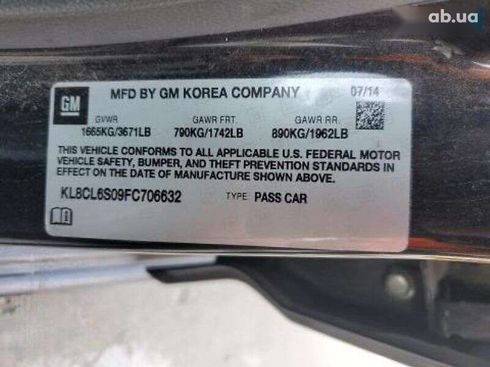 ab.ua
GM
MFD BY GM KOREA COMPANY 07/14
GVWR GAWR FRT. GAWR RR.
1665KG/3671LB 790KG/1742LB 890KG/1962LB
THIS VEHICLE CONFORMS TO ALL APPLICABLE U.S. FEDERAL MOTOR
VEHICLE SAFETY, BUMPER, AND THEFT PREVENTION STANDARDS IN
EFFECT ON THE DATE OF MANUFACTURE SHOWN ABOVE.
KL8CL6S09FC706632 TYPE: PASS CAR